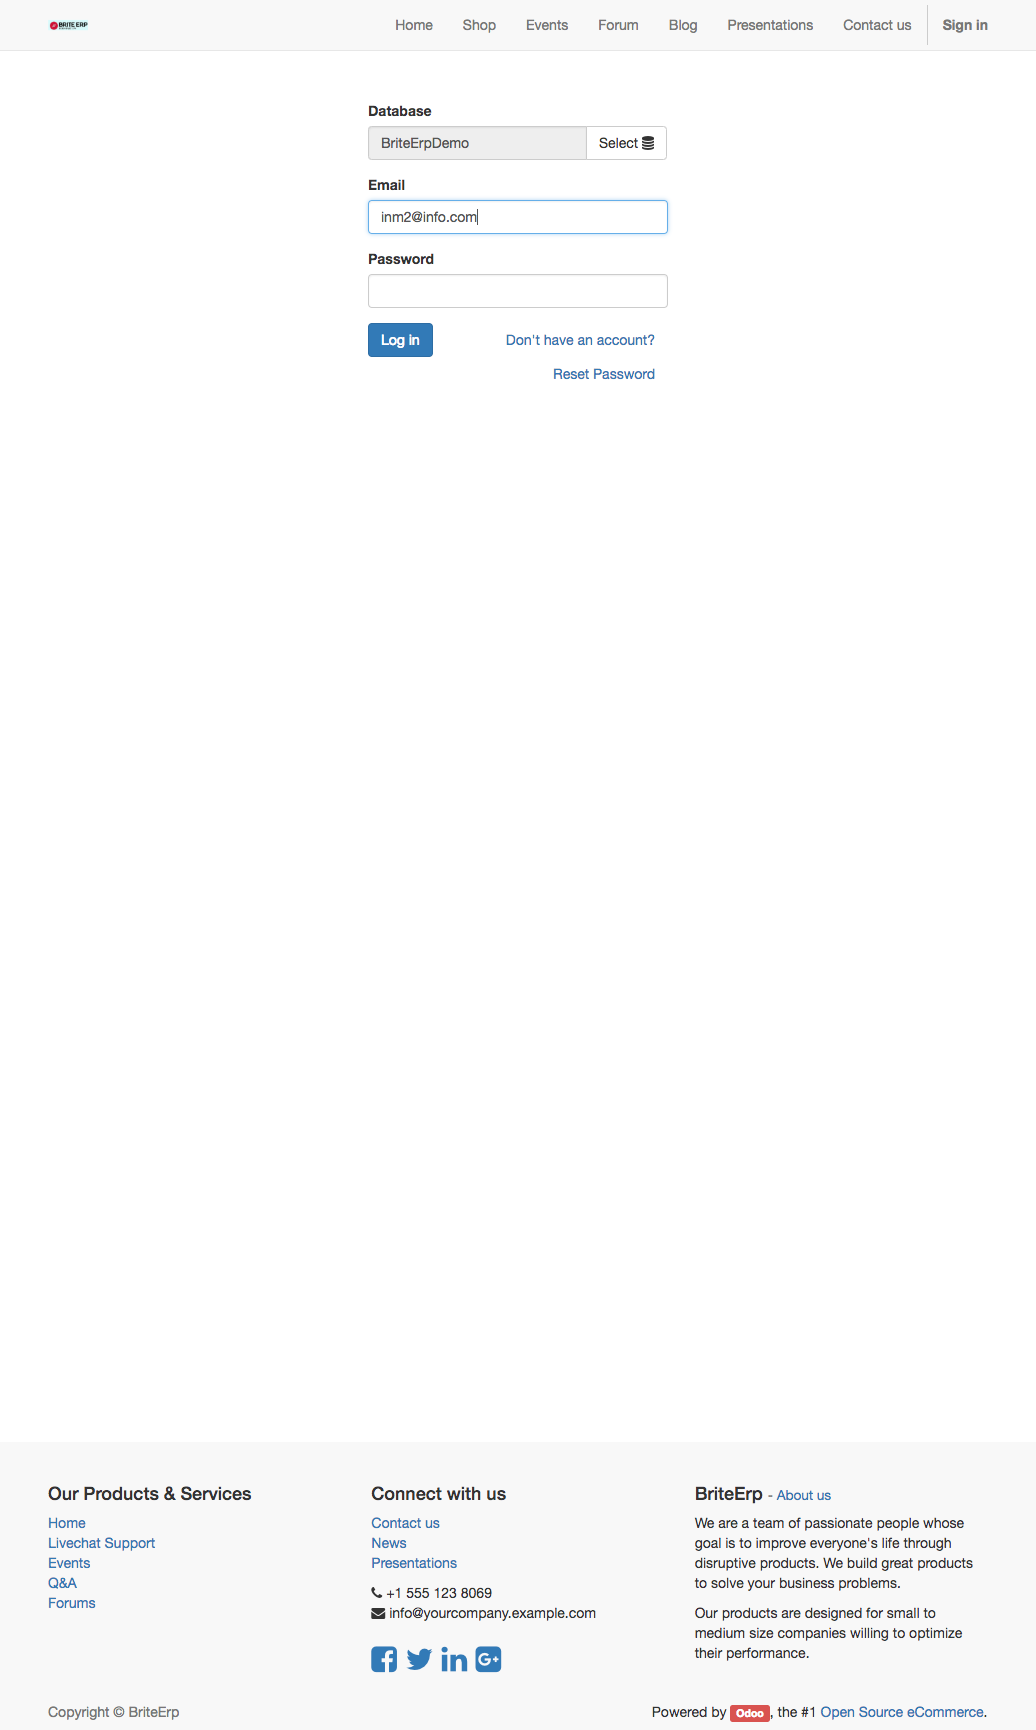 BRITE ERP
Home Shop Events Forum Blog Presentations Contact us Sign in
Database
BriteErpDemo Select
Email
inm2@info.com
Password
Log in Don't have an account?
Reset Password
Our Products & Services
Home
Livechat Support
Events
Q&A
Forums
Connect with us
Contact us
News
Presentations
+1 555 123 8069
info@yourcompany.example.com
BriteErp - About us
We are a team of passionate people whose
goal is to improve everyone's life through
disruptive products. We build great products
to solve your business problems.
Our products are designed for small to
medium size companies willing to optimize
their performance.
Copyright © BriteErp
Powered by Odoo, the #1 Open Source eCommerce.